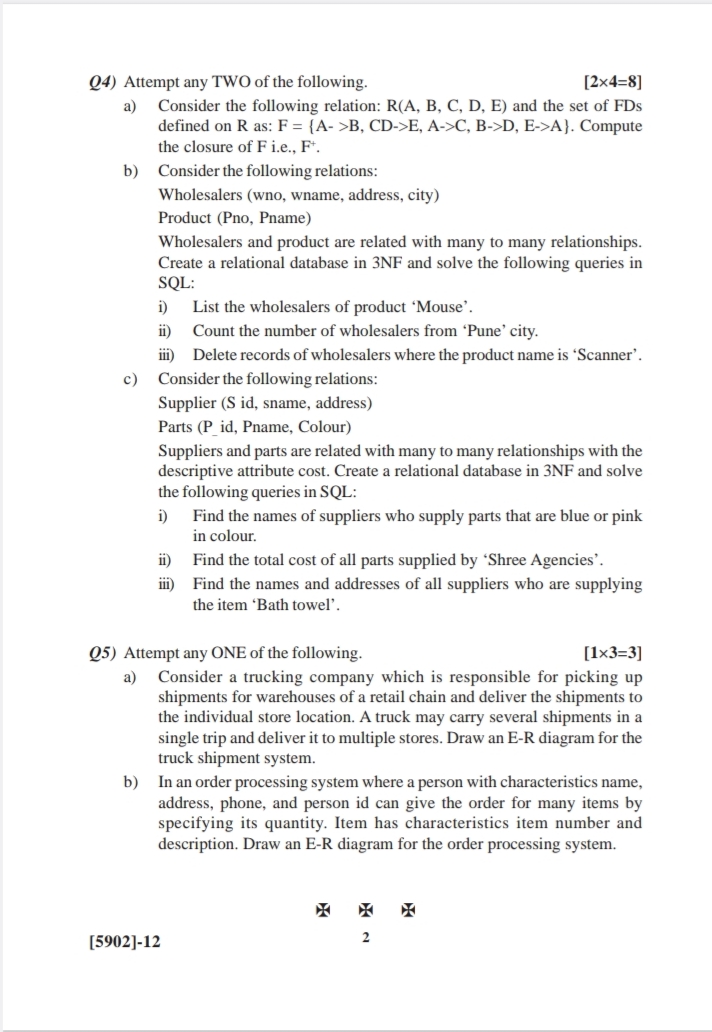 Q4) Attempt any TWO of the following. [2×4=8]
a) Consider the following relation: R(A, B, C, D, E) and the set of FDs
defined on R as: F = {A- >B, CD->E, A->C, B->D, E->A}. Compute
the closure of F i.e., F⁺.
b) Consider the following relations:
Wholesalers (wno, wname, address, city)
Product (Pno, Pname)
Wholesalers and product are related with many to many relationships.
Create a relational database in 3NF and solve the following queries in
SQL:
i) List the wholesalers of product ‘Mouse’.
ii) Count the number of wholesalers from ‘Pune’ city.
iii) Delete records of wholesalers where the product name is ‘Scanner’.
c) Consider the following relations:
Supplier (S id, sname, address)
Parts (P_id, Pname, Colour)
Suppliers and parts are related with many to many relationships with the
descriptive attribute cost. Create a relational database in 3NF and solve
the following queries in SQL:
i) Find the names of suppliers who supply parts that are blue or pink
in colour.
ii) Find the total cost of all parts supplied by ‘Shree Agencies’.
iii) Find the names and addresses of all suppliers who are supplying
the item ‘Bath towel’.
Q5) Attempt any ONE of the following. [1×3=3]
a) Consider a trucking company which is responsible for picking up
shipments for warehouses of a retail chain and deliver the shipments to
the individual store location. A truck may carry several shipments in a
single trip and deliver it to multiple stores. Draw an E-R diagram for the
truck shipment system.
b) In an order processing system where a person with characteristics name,
address, phone, and person id can give the order for many items by
specifying its quantity. Item has characteristics item number and
description. Draw an E-R diagram for the order processing system.
✠ ✠ ✠
[5902]-12 2